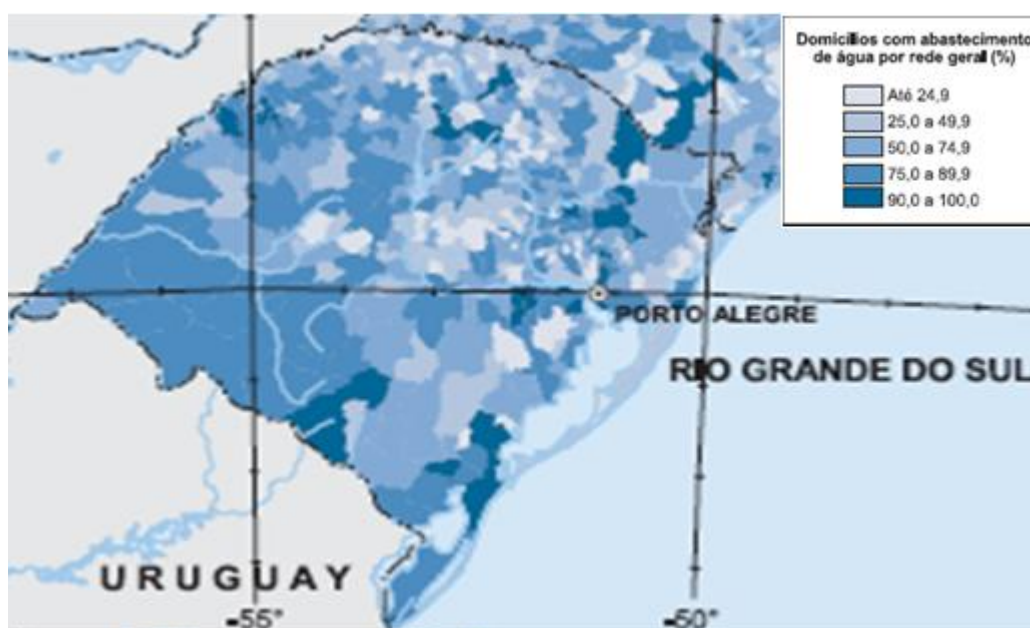 Domicílios com abastecimento
de água por rede geral (%)
Até 24,9
25,0 a 49,9
50,0 a 74,9
75,0 a 89,9
90,0 a 100,0
PORTO ALEGRE
RIO GRANDE DO SUL
URUGUAY
-55°
-50°